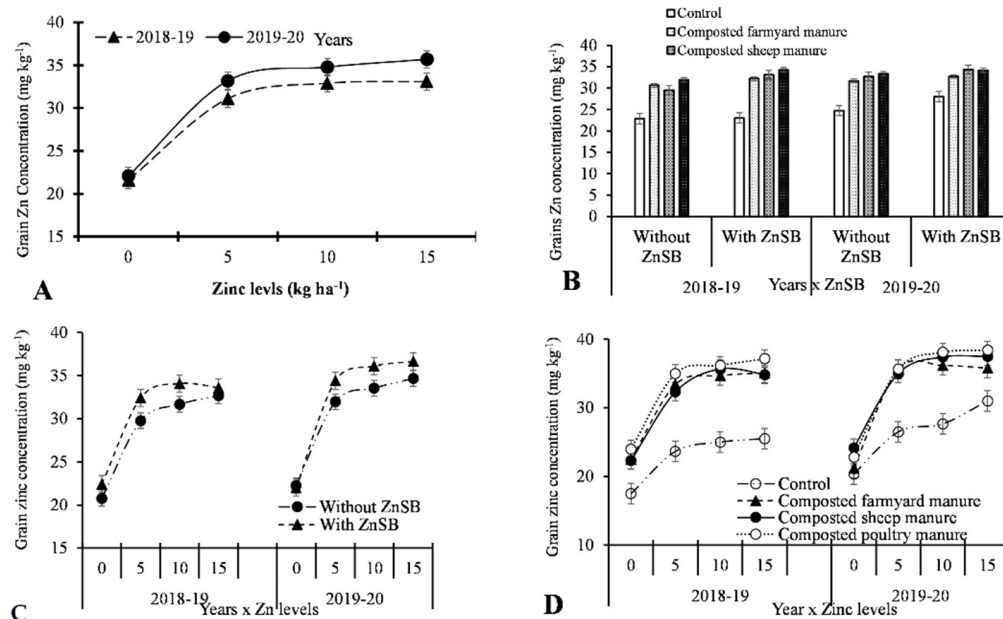 Grain Zn Concentration (mg kg⁻¹)
40
35
30
25
20
15
2018-19
2019-20
Years
0
5
10
15
A
Zinc levls (kg ha⁻¹)
Control
Composted farmyard manure
Composted sheep manure
Grains Zn concentration (mg kg⁻¹)
40
35
30
25
20
15
10
5
0
Without ZnSB
With ZnSB
Without ZnSB
With ZnSB
2018-19
Years x ZnSB
2019-20
B
Grain zinc concentration (mg kg⁻¹)
40
35
30
25
20
15
Without ZnSB
With ZnSB
0
5
10
15
0
5
10
15
2018-19
Years x Zn levels
2019-20
C
Grain zinc concentration (mg kg⁻¹)
40
30
20
10
Control
Composted farmyard manure
Composted sheep manure
Composted poultry manure
0
5
10
15
0
5
10
15
2018-19
Year x Zinc levels
2019-20
D